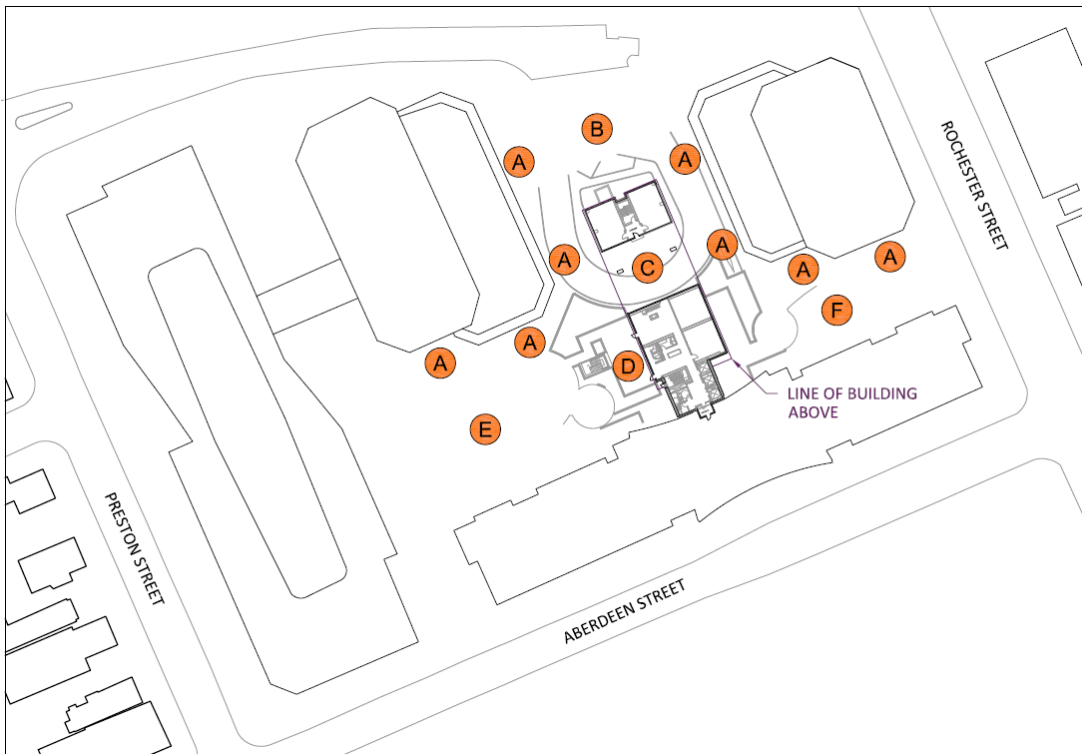 B
A
A
ROCHESTER STREET
A
A
C
A
A
F
A
A
D
LINE OF BUILDING
ABOVE
E
PRESTON STREET
ABERDEEN STREET